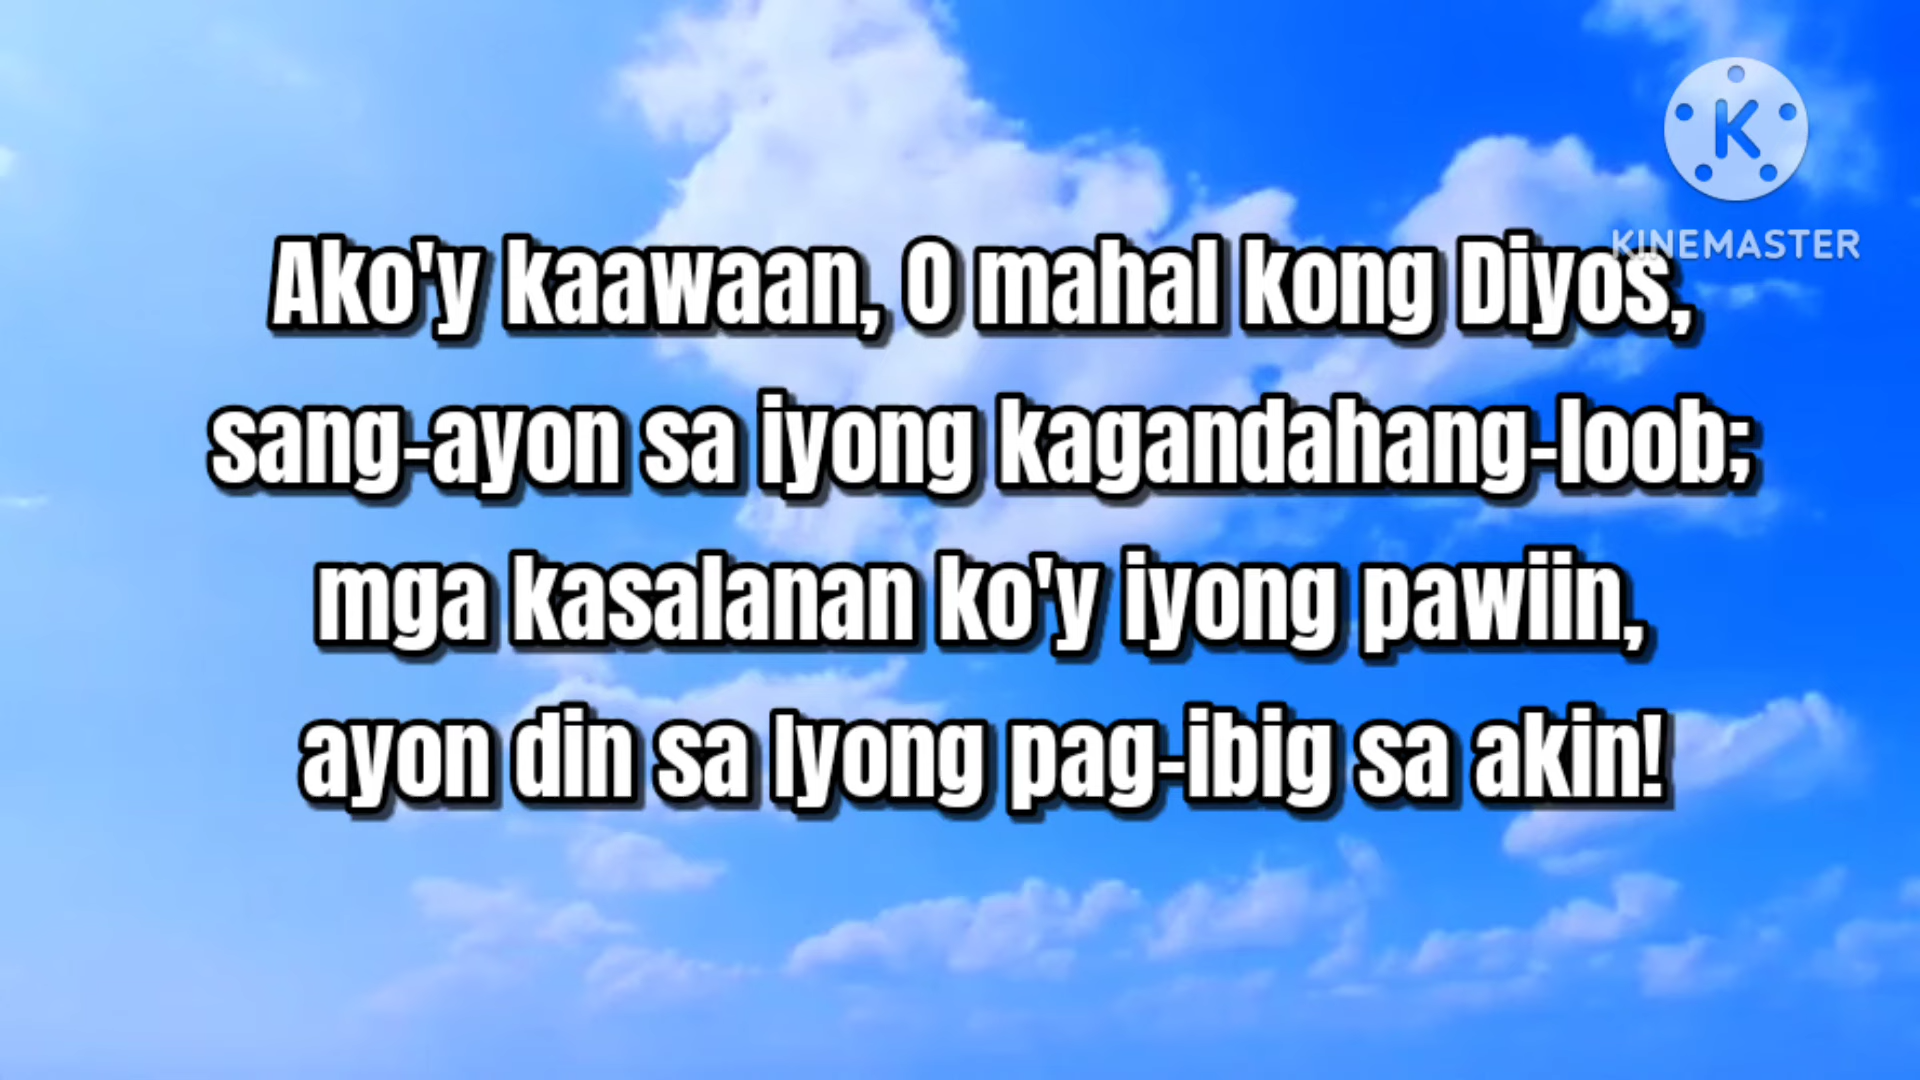 K
KINEMASTER
Ako'y kaawaan, O mahal kong Diyos,
sang-ayon sa iyong kagandahang-loob;
mga kasalanan ko'y iyong pawiin,
ayon din sa Iyong pag-ibig sa akin!